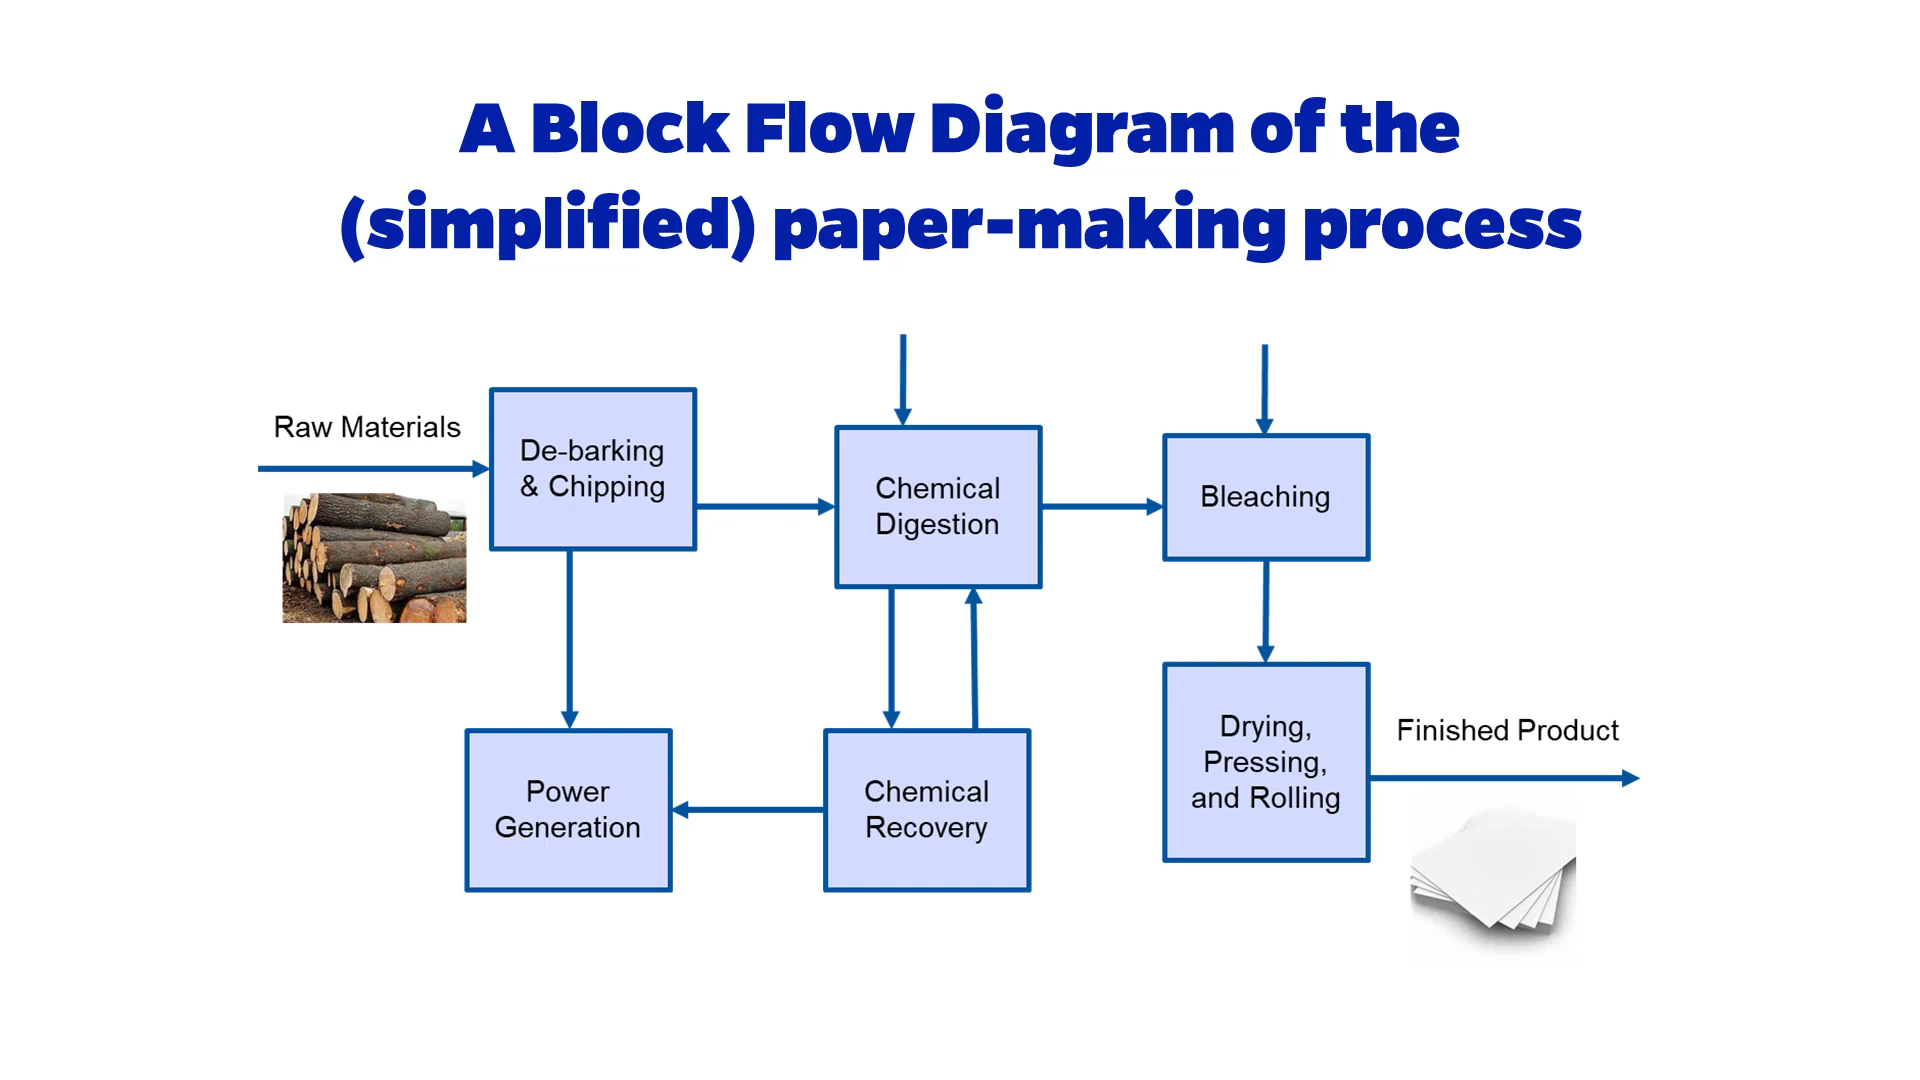 A Block Flow Diagram of the
(simplified) paper-making process
Raw Materials
De-barking
& Chipping
Chemical
Digestion
Bleaching
Power
Generation
Chemical
Recovery
Drying,
Pressing,
and Rolling
Finished Product